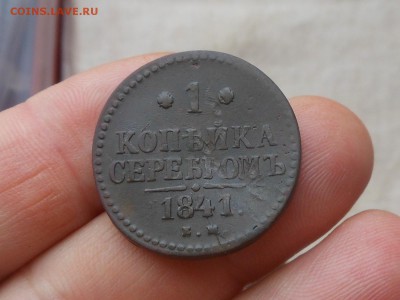 COINS.LAVE.RU
• 1 •
КОПѢЙКА
СЕРЕБРОМЪ
1841.